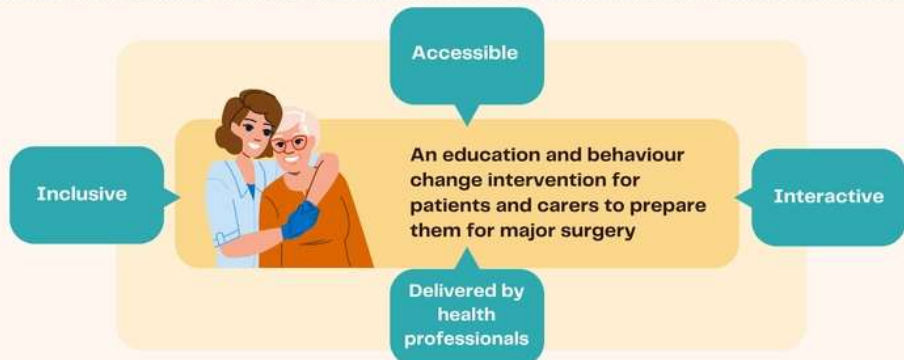 Accessible
An education and behaviour
change intervention for
patients and carers to prepare
them for major surgery
Inclusive
Interactive
Delivered by
health
professionals